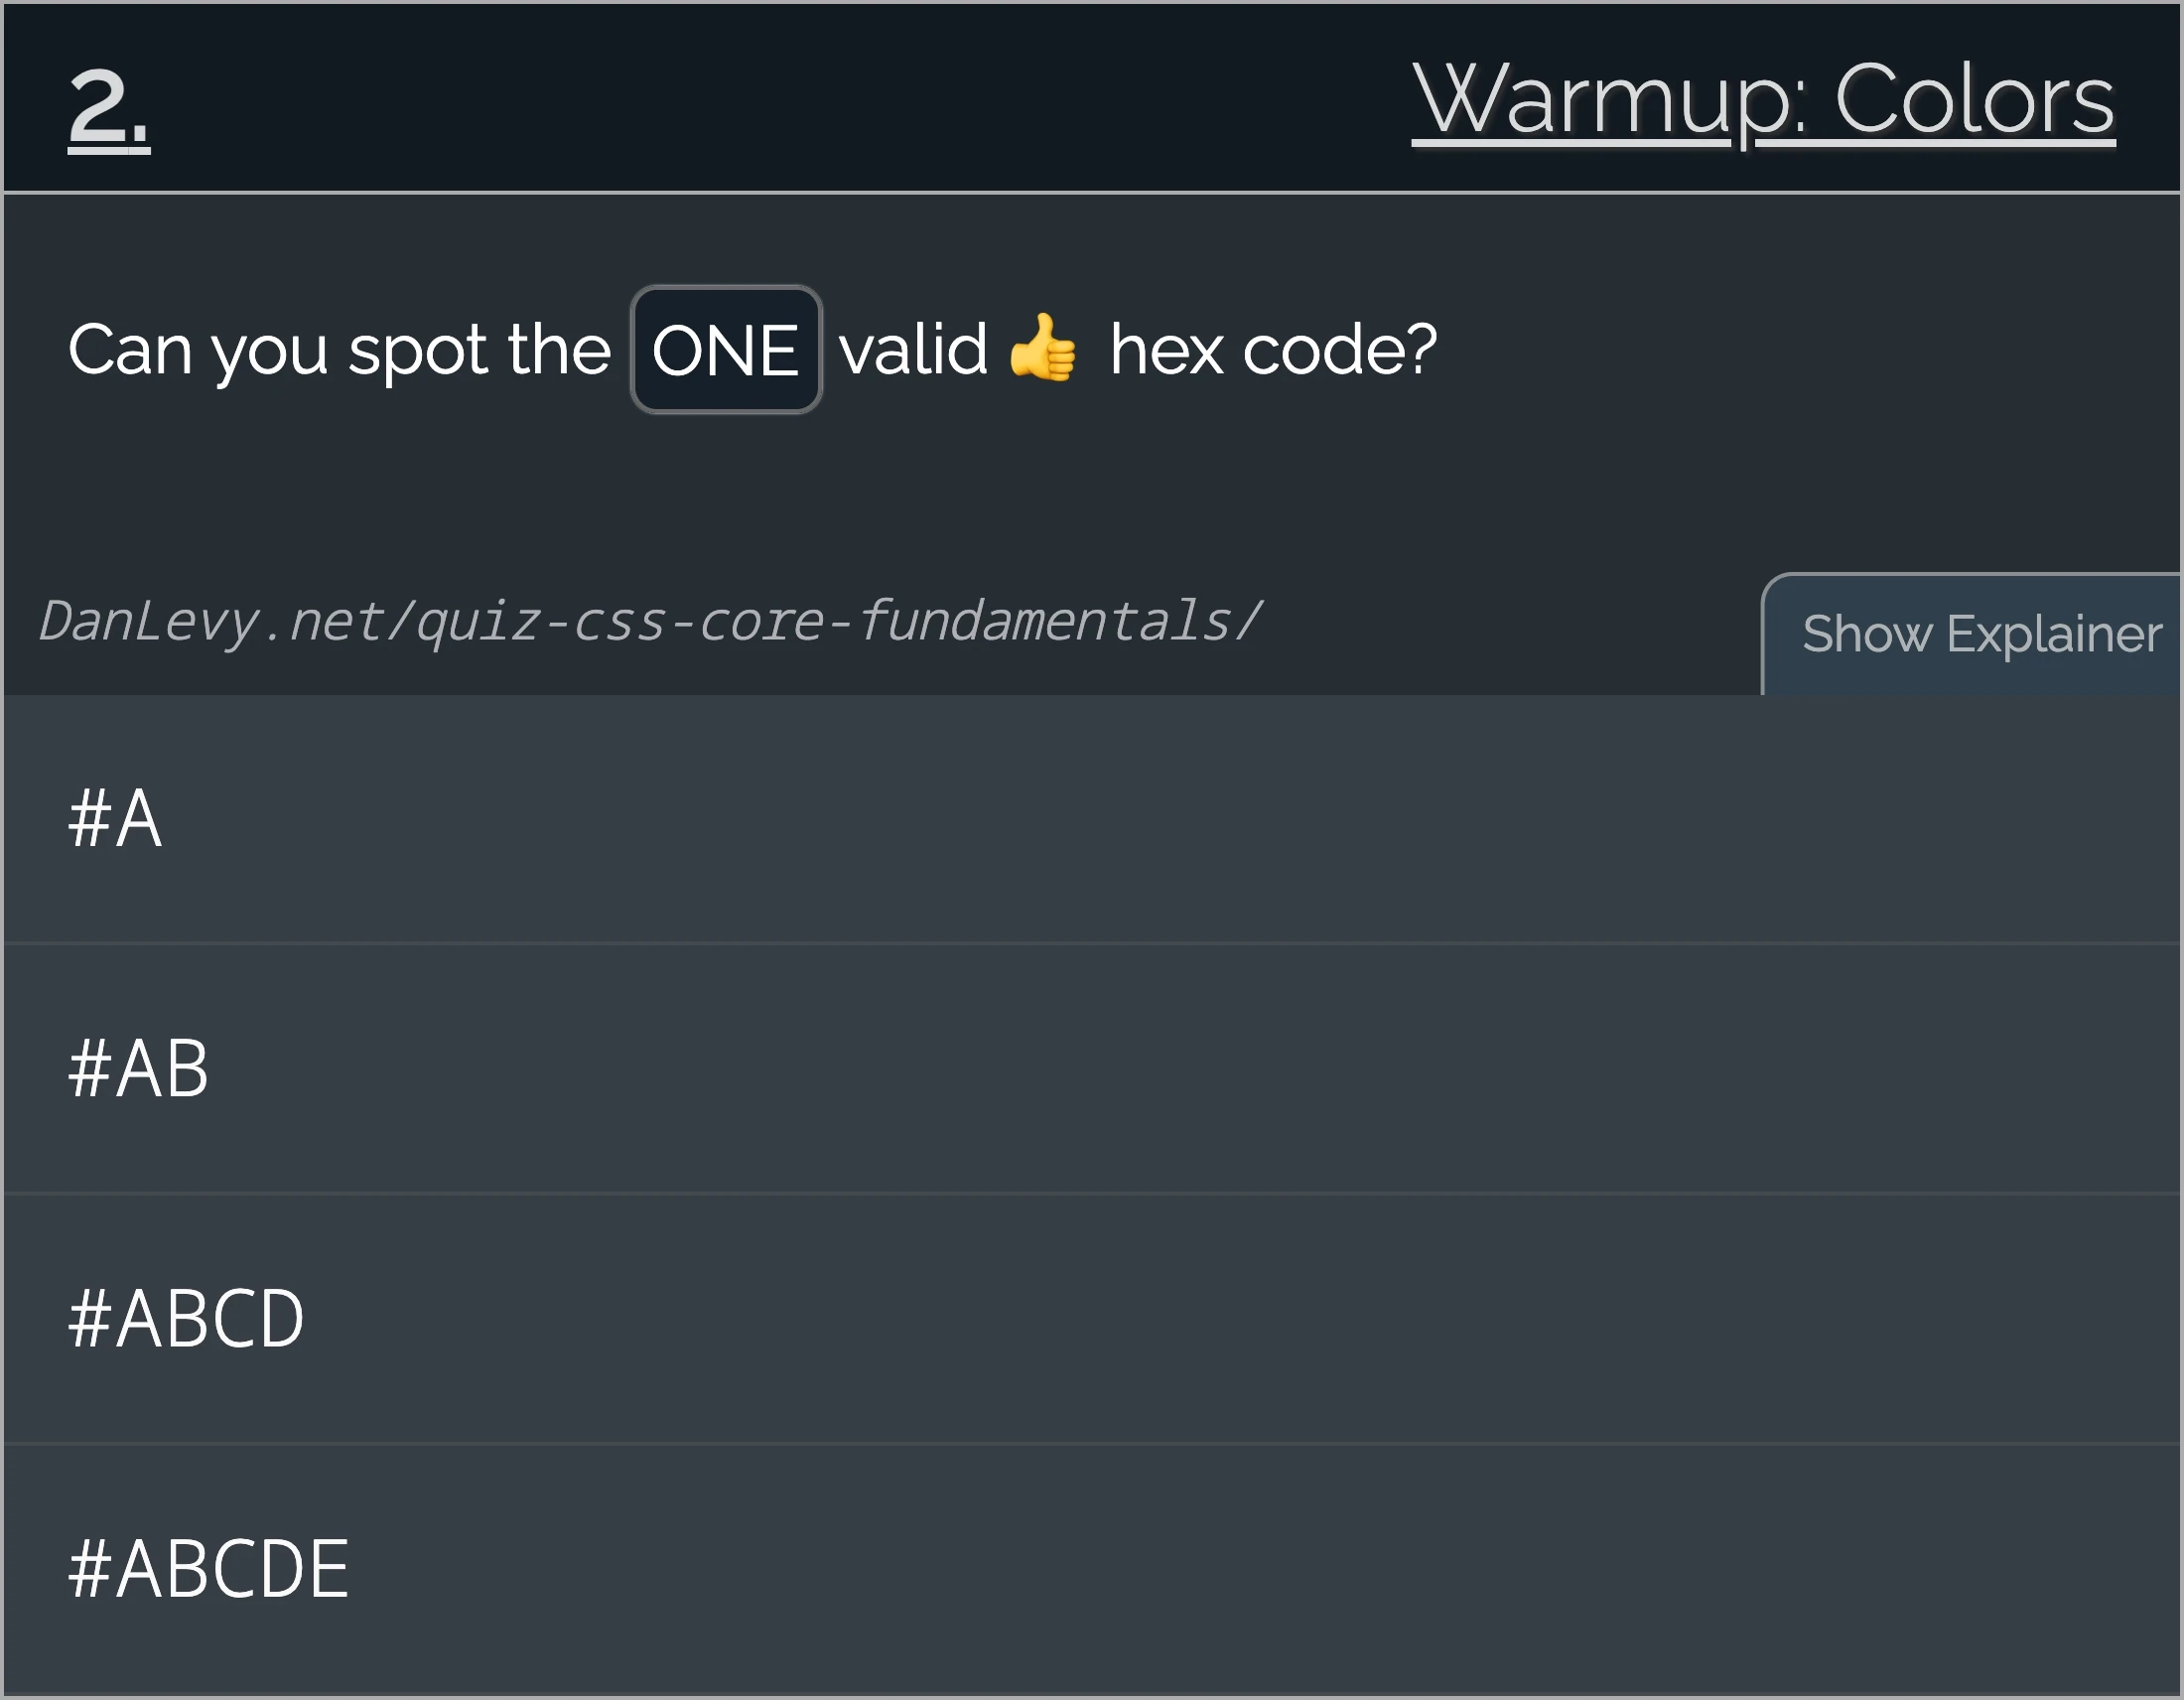 2.
Warmup: Colors
Can you spot the ONE valid 👍 hex code?
DanLevy.net/quiz-css-core-fundamentals/
Show Explainer
#A
#AB
#ABCD
#ABCDE